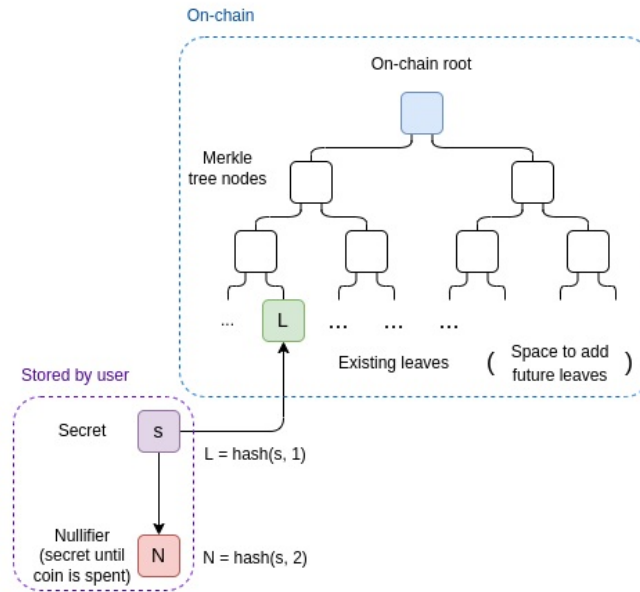 On-chain
On-chain root
Merkle
tree nodes
...
L
...
...
...
Existing leaves
( Space to add
future leaves )
Stored by user
Secret
s
L = hash(s, 1)
Nullifier
(secret until
coin is spent)
N
N = hash(s, 2)